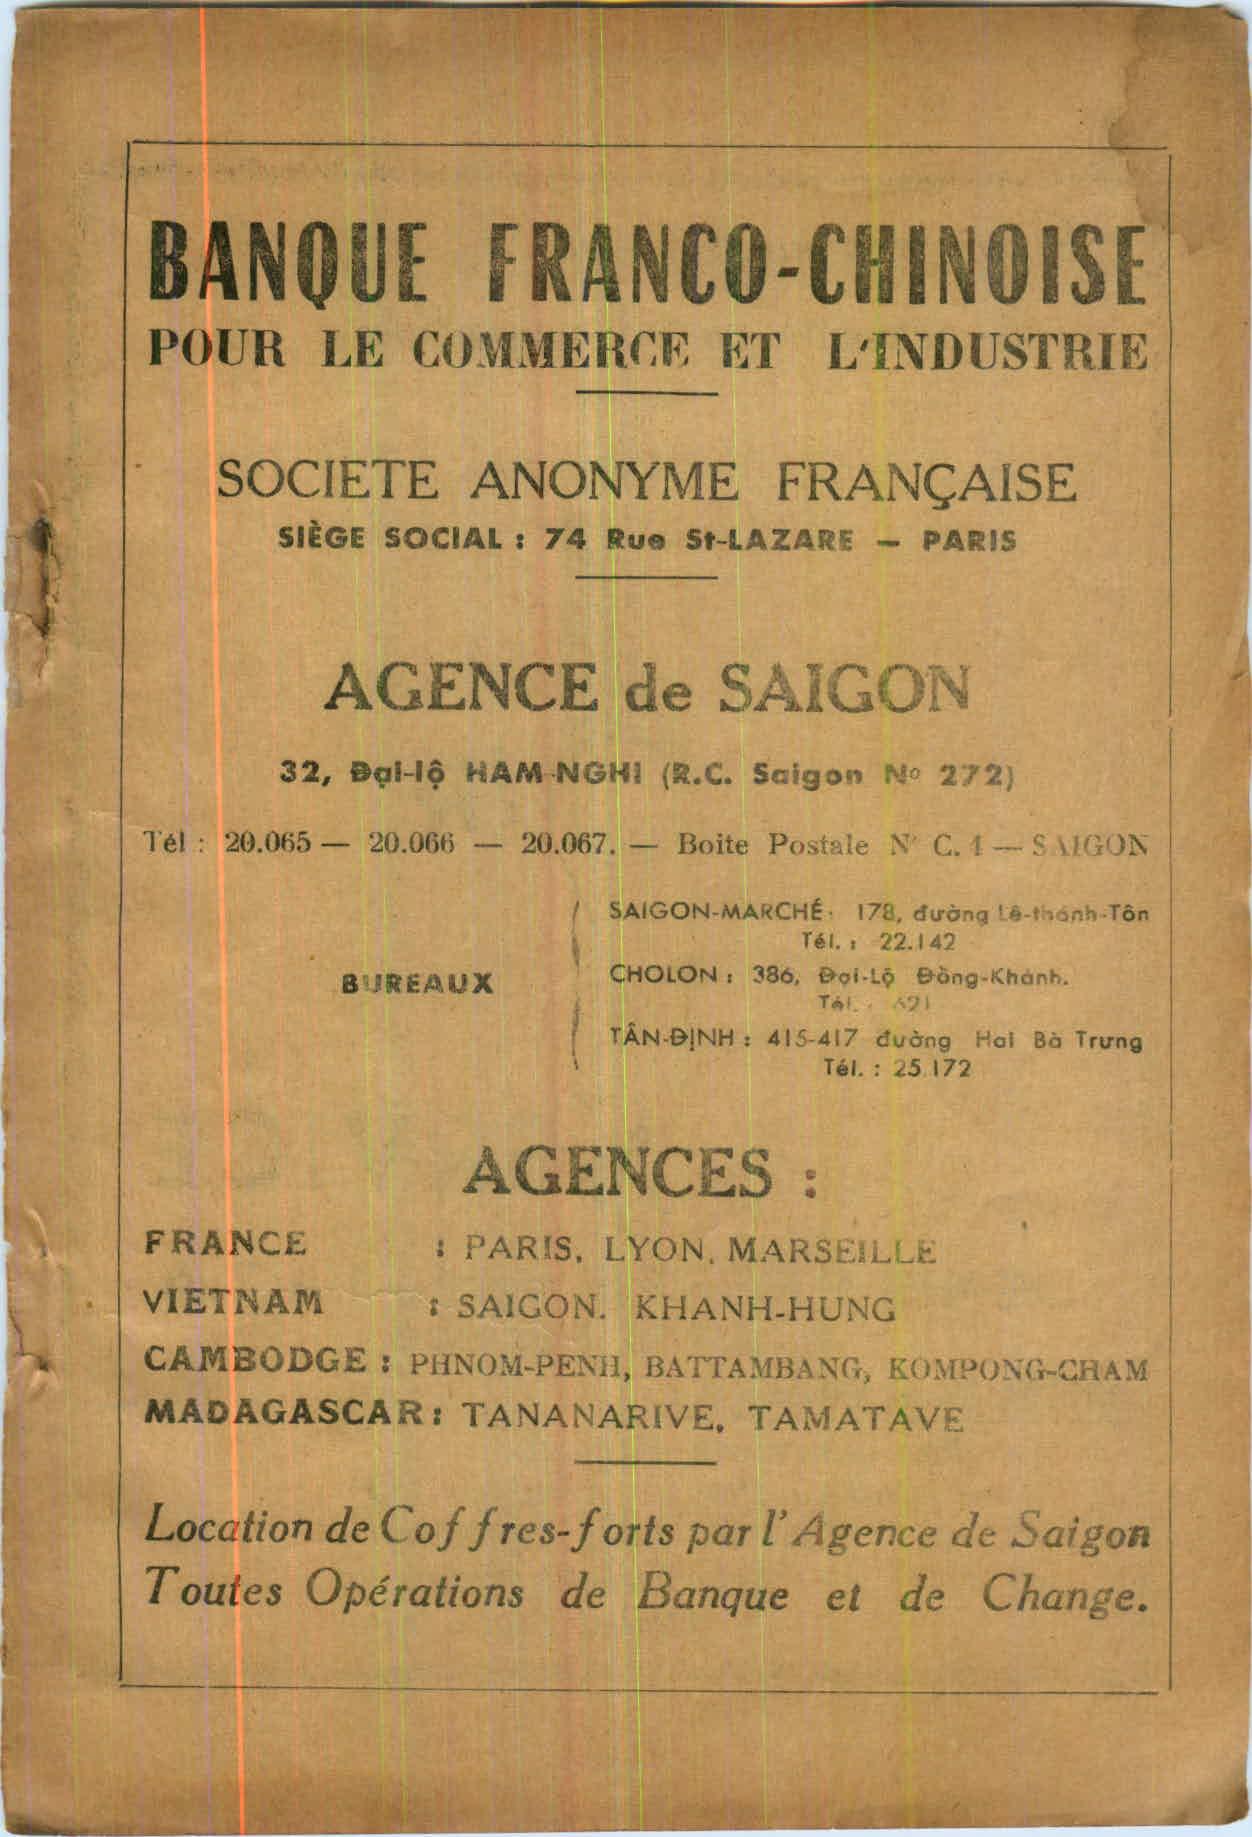 BANQUE FRANCO-CHINOISE
POUR LE COMMERCE ET L'INDUSTRIE
SOCIETE ANONYME FRANÇAISE
SIÈGE SOCIAL : 74 Rue St-LAZARE — PARIS
AGENCE de SAIGON
32, Đại-lộ HAM-NGHI (R.C. Saigon Nº 272)
Tél : 20.065 — 20.066 — 20.067. — Boite Postale Nº C. 1 — SAIGON
BUREAUX
SAIGON-MARCHÉ : 178, đường Lê-thánh-Tôn
Tél. : 22.142
CHOLON : 386, Đại-Lộ Đồng-Khánh.
Tél. :
TÂN-ĐỊNH : 415-417 đường Hai Bà Trưng
Tél. : 25.172
AGENCES :
FRANCE : PARIS, LYON, MARSEILLE
VIETNAM : SAIGON. KHANH-HUNG
CAMBODGE : PHNOM-PENH, BATTAMBANG, KOMPONG-CHAM
MADAGASCAR : TANANARIVE, TAMATAVE
Location de Coffres-forts par l'Agence de Saigon
Toutes Opérations de Banque et de Change.